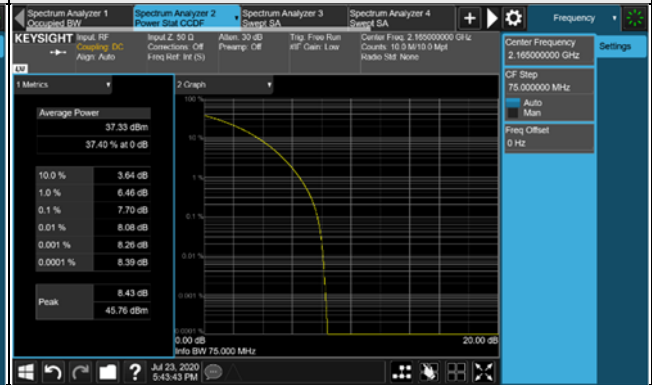 Spectrum Analyzer 1
Occupied BW
Spectrum Analyzer 2
Power Stat CCDF
Spectrum Analyzer 3
Swept SA
Spectrum Analyzer 4
Swept SA
Frequency
KEYSIGHT
Input: RF
Coupling: DC
Align: Auto
Input Z: 50 Ω
Corrections: Off
Freq Ref: Int (S)
Atten: 30 dB
Preamp: Off
Trig: Free Run
#IF Gain: Low
Center Freq: 2.165000000 GHz
Counts: 10.0 M/10.0 Mpt
Radio Std: None
Center Frequency
2.165000000 GHz
Settings
CF Step
75.000000 MHz
Auto
Man
Freq Offset
0 Hz
1 Metrics
Average Power
37.33 dBm
37.40 % at 0 dB
10.0 % 3.64 dB
1.0 % 6.46 dB
0.1 % 7.70 dB
0.01 % 8.08 dB
0.001 % 8.26 dB
0.0001 % 8.39 dB
Peak
8.43 dB
45.76 dBm
2 Graph
100 %
10 %
1 %
0.1 %
0.01 %
0.001 %
0.0001 %
0.00 dB
20.00 dB
Info BW 75.000 MHz
?
Jul 23, 2020
5:43:43 PM